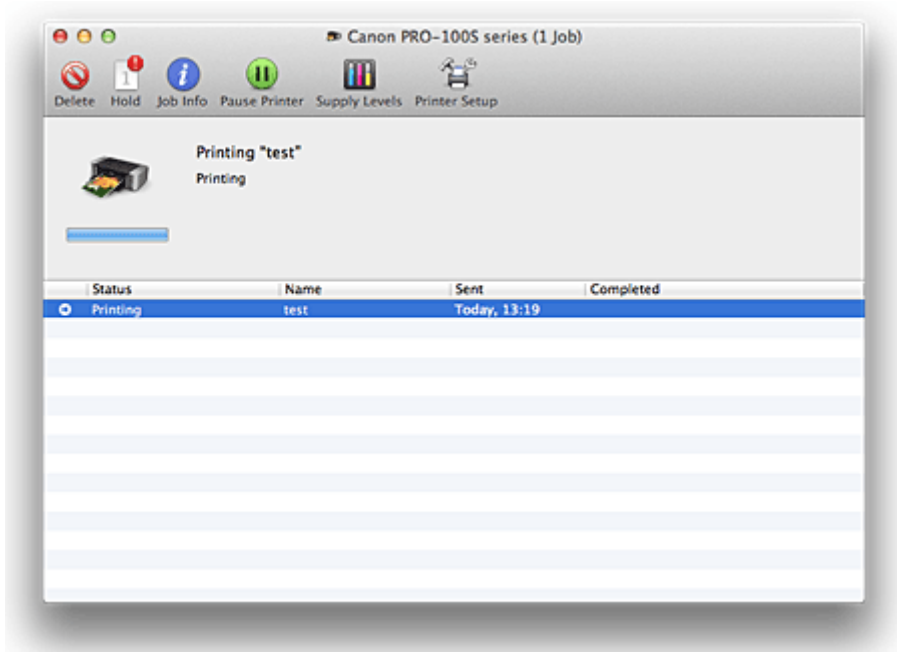 Canon PRO-100S series (1 Job)
1
Delete Hold Job Info Pause Printer Supply Levels Printer Setup
Printing "test"
Printing
Status Name Sent Completed
Printing test Today, 13:19